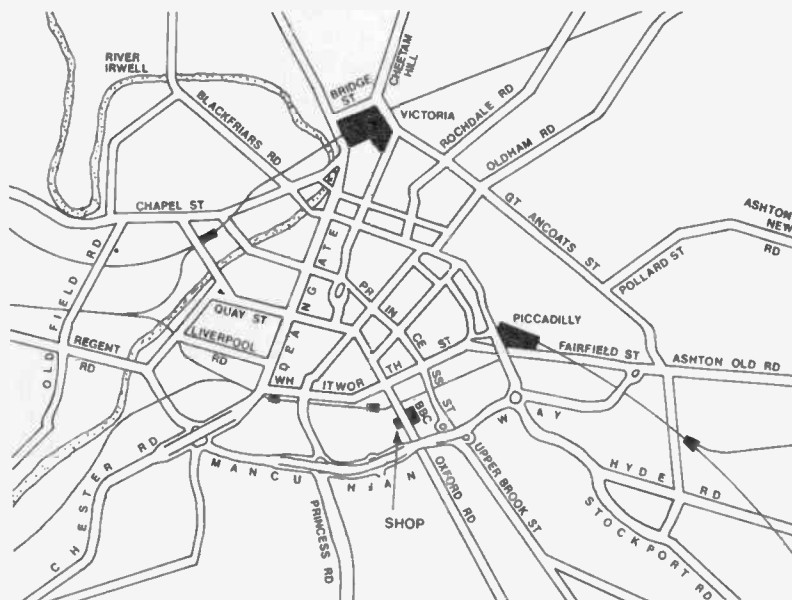 RIVER
IRWELL
BRIDGE
ST
CHEETAM
HILL
VICTORIA
BLACKFRIARS RD
ROCHDALE RD
OLDHAM RD
CHAPEL ST
GT ANCOATS ST
ASHTON
NEW
RD
POLLARD ST
OLD FIELD RD
DEANSGATE
PRINCESS ST
QUAY ST
LIVERPOOL
RD
REGENT
RD
PICCADILLY
FAIRFIELD ST
ASHTON OLD RD
WHITWORTH ST
BBC
MANCUNIAN WAY
CHESTER RD
PRINCESS RD
SHOP
OXFORD RD
UPPER BROOK ST
HYDE RD
STOCKPORT RD